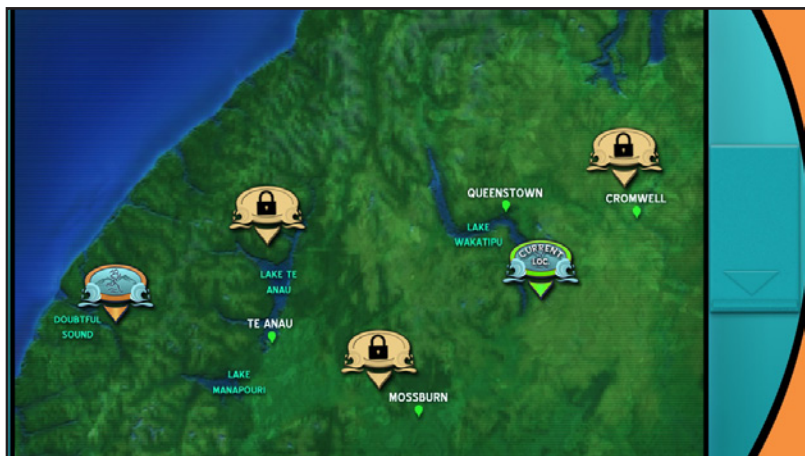 QUEENSTOWN
CROMWELL
LAKE
WAKATIPU
CURRENT
LOC.
LAKE TE
ANAU
DOUBTFUL
SOUND
TE ANAU
LAKE
MANAPOURI
MOSSBURN